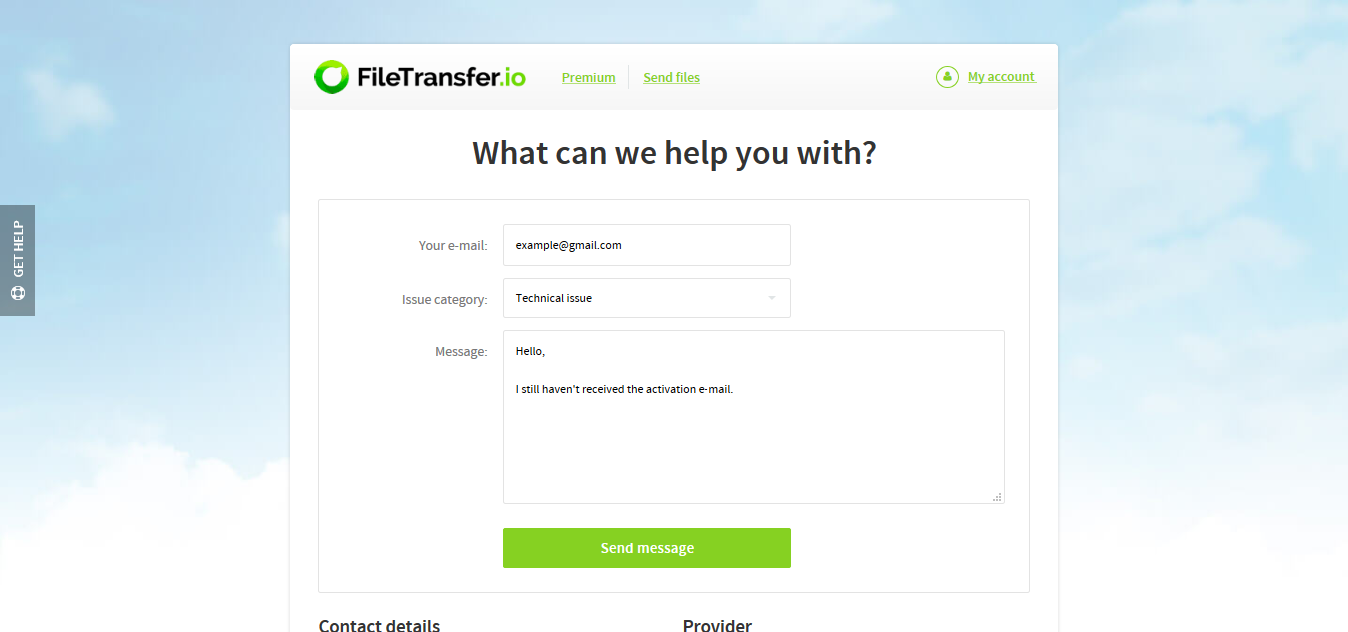 FileTransfer.io
Premium
Send files
My account
What can we help you with?
GET HELP
Your e-mail:
example@gmail.com
Issue category:
Technical issue
Message:
Hello,
I still haven't received the activation e-mail.
Send message
Contact details
Provider